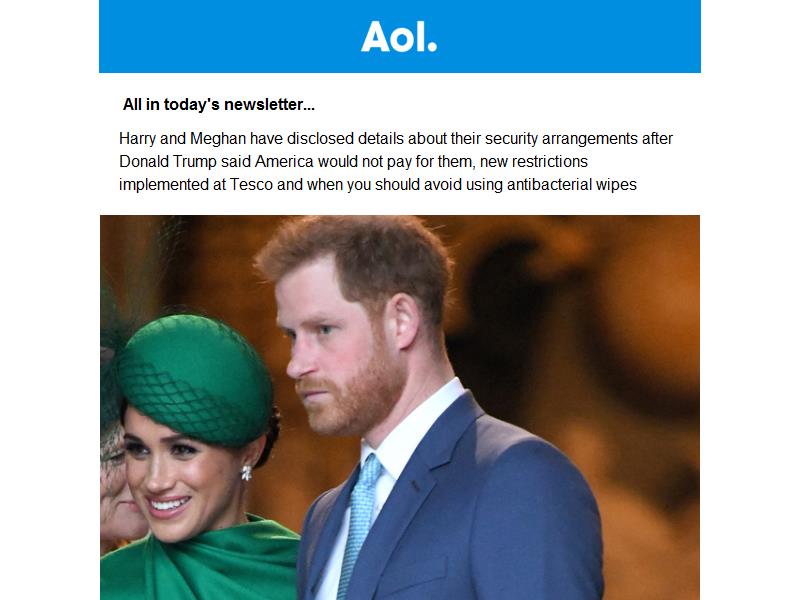 Aol.
All in today's newsletter...
Harry and Meghan have disclosed details about their security arrangements after
Donald Trump said America would not pay for them, new restrictions
implemented at Tesco and when you should avoid using antibacterial wipes